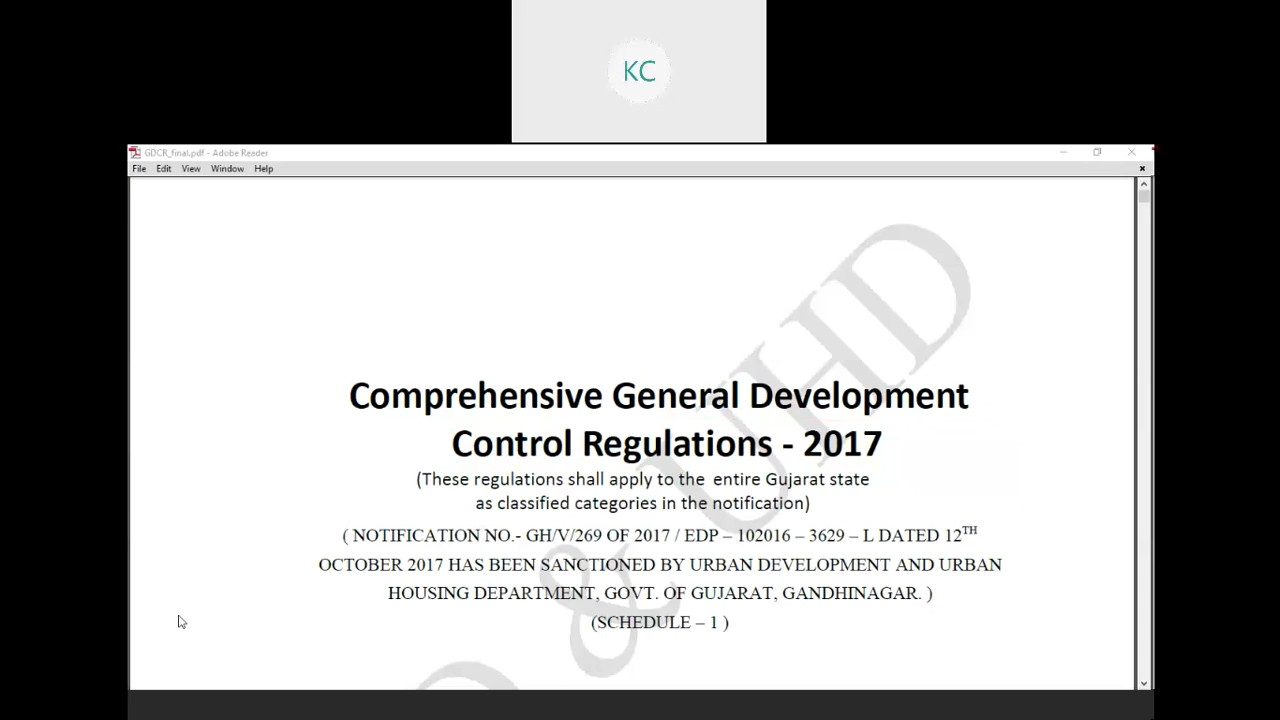 KC
GDCR_final.pdf - Adobe Reader
File Edit View Window Help
Comprehensive General Development
Control Regulations - 2017
(These regulations shall apply to the entire Gujarat state
as classified categories in the notification)
( NOTIFICATION NO.- GH/V/269 OF 2017 / EDP – 102016 – 3629 – L DATED 12TH
OCTOBER 2017 HAS BEEN SANCTIONED BY URBAN DEVELOPMENT AND URBAN
HOUSING DEPARTMENT, GOVT. OF GUJARAT, GANDHINAGAR. )
(SCHEDULE – 1 )
& UHD